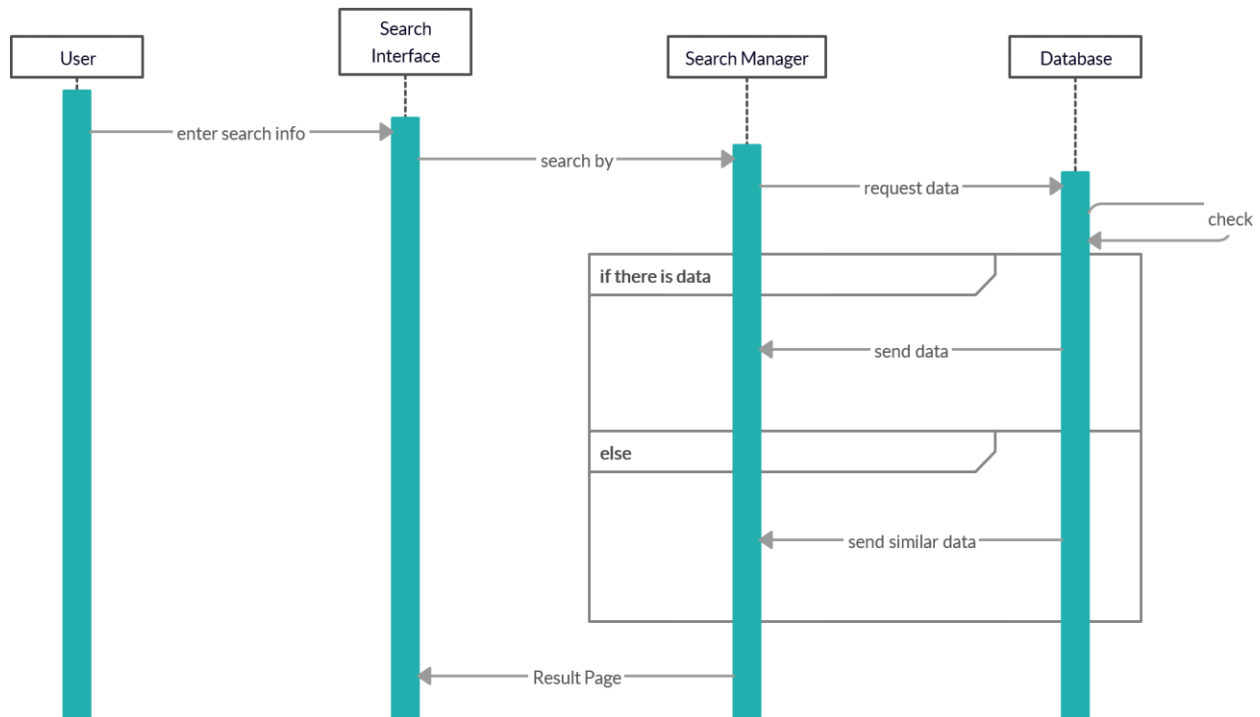 User
Search
Interface
Search Manager
Database
enter search info
search by
request data
check
if there is data
send data
else
send similar data
Result Page